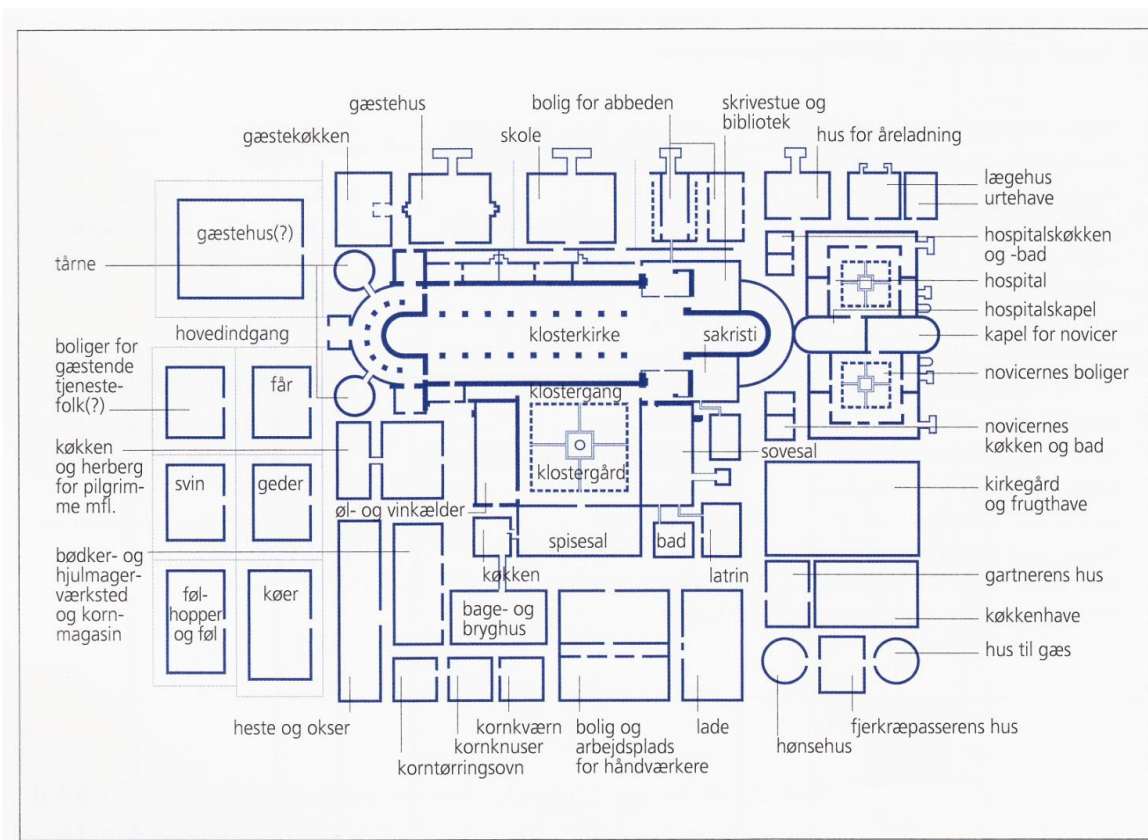 gæstehus
gæstekøkken
skole
bolig for abbeden
skrivestue og
bibliotek
hus for åreladning
lægehus
urtehave
gæstehus(?)
tårne
hovedindgang
hospitalskøkken
og -bad
hospital
hospitalskapel
kapel for novicer
klosterkirke
sakristi
boliger for
gæstende
tjeneste-
folk(?)
får
klostergang
novicernes boliger
køkken
og herberg
for pilgrim-
me mfl.
svin
geder
klostergård
sovesal
novicernes
køkken og bad
øl- og vinkælder
kirkegård
og frugthave
bødker- og
hjulmager-
værksted
og korn-
magasin
spisesal
bad
køkken
latrin
føl-
hopper
og føl
køer
bage- og
bryghus
gartnerens hus
køkkenhave
hus til gæs
heste og okser
kornkværn
kornknuser
korntørringsovn
bolig og
arbejdsplads
for håndværkere
lade
hønsehus
fjerkræpasserens hus